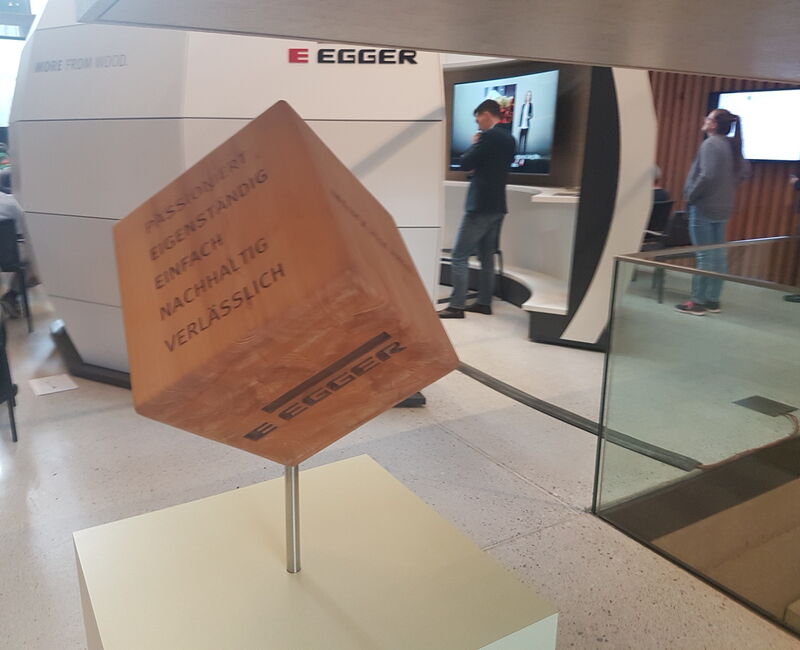 MORE FROM WOOD.
E EGGER
PASSIONIERT
EIGENSTÄNDIG
EINFACH
NACHHALTIG
VERLÄSSLICH
E EGGER